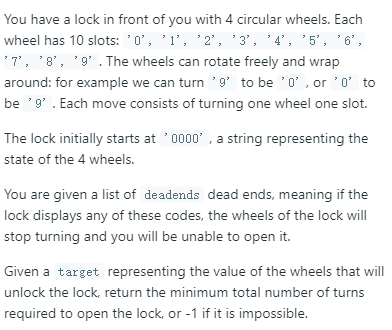 You have a lock in front of you with 4 circular wheels. Each
wheel has 10 slots: '0', '1', '2', '3', '4', '5', '6',
'7', '8', '9' . The wheels can rotate freely and wrap
around: for example we can turn '9' to be '0' , or '0' to
be '9' . Each move consists of turning one wheel one slot.
The lock initially starts at '0000' , a string representing the
state of the 4 wheels.
You are given a list of deadends dead ends, meaning if the
lock displays any of these codes, the wheels of the lock will
stop turning and you will be unable to open it.
Given a target representing the value of the wheels that will
unlock the lock, return the minimum total number of turns
required to open the lock, or -1 if it is impossible.